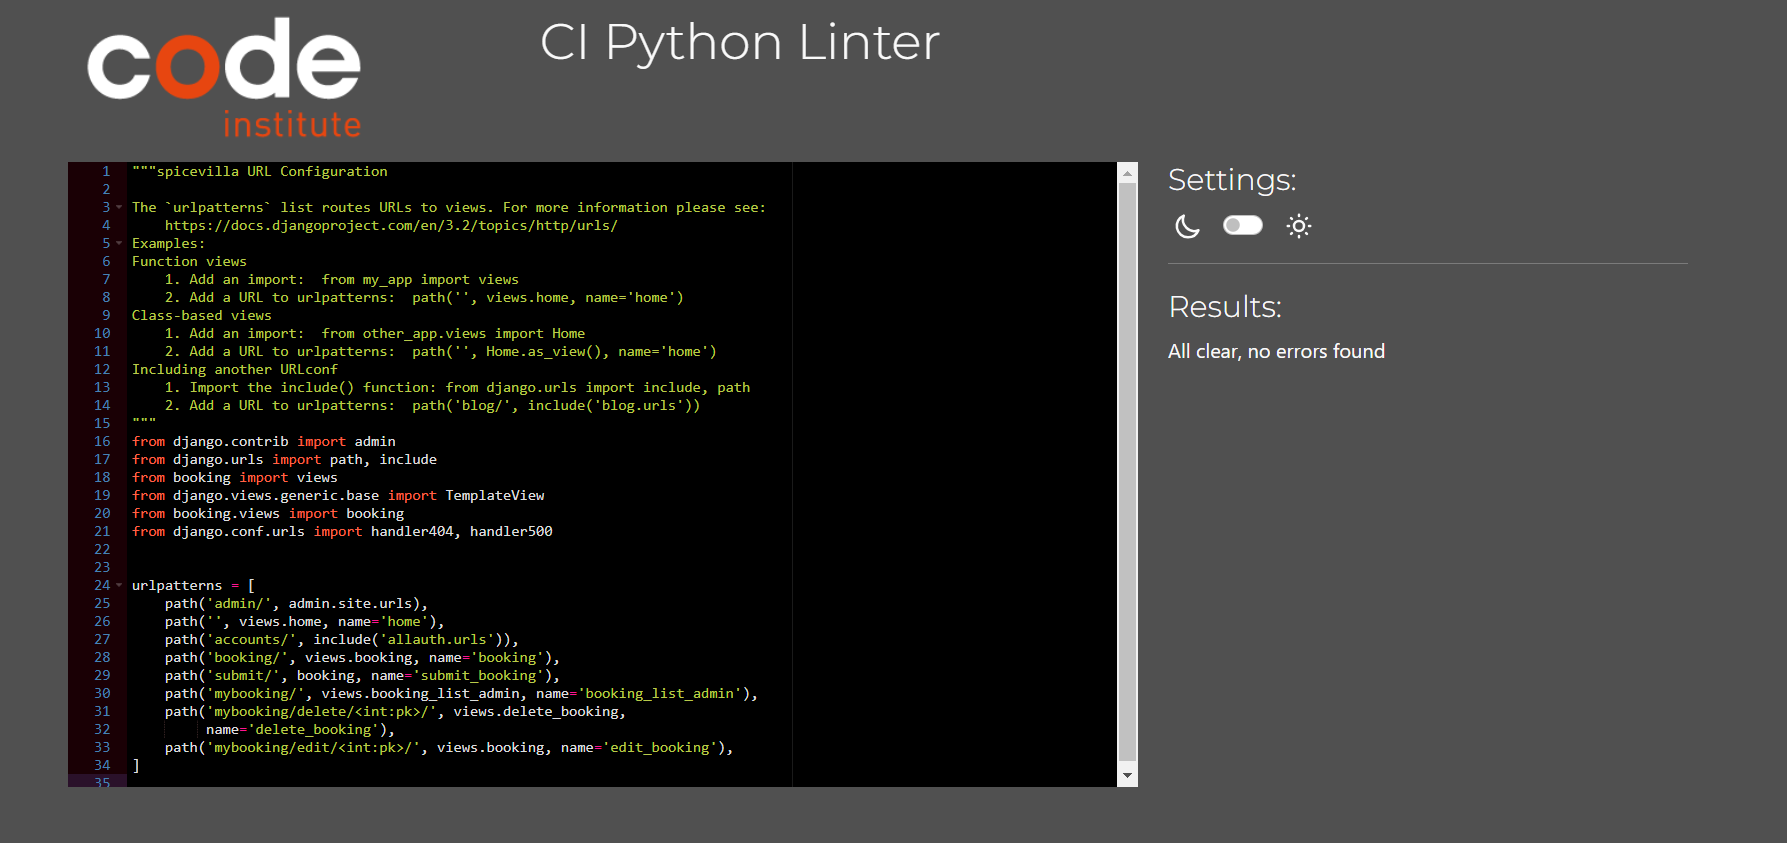 code
institute
CI Python Linter
1 """spicevilla URL Configuration
2
3 The `urlpatterns` list routes URLs to views. For more information please see:
4     https://docs.djangoproject.com/en/3.2/topics/http/urls/
5 Examples:
6 Function views
7     1. Add an import:  from my_app import views
8     2. Add a URL to urlpatterns:  path('', views.home, name='home')
9 Class-based views
10     1. Add an import:  from other_app.views import Home
11     2. Add a URL to urlpatterns:  path('', Home.as_view(), name='home')
12 Including another URLconf
13     1. Import the include() function: from django.urls import include, path
14     2. Add a URL to urlpatterns:  path('blog/', include('blog.urls'))
15 """
16 from django.contrib import admin
17 from django.urls import path, include
18 from booking import views
19 from django.views.generic.base import TemplateView
20 from booking.views import booking
21 from django.conf.urls import handler404, handler500
22
23
24 urlpatterns = [
25     path('admin/', admin.site.urls),
26     path('', views.home, name='home'),
27     path('accounts/', include('allauth.urls')),
28     path('booking/', views.booking, name='booking'),
29     path('submit/', booking, name='submit_booking'),
30     path('mybooking/', views.booking_list_admin, name='booking_list_admin'),
31     path('mybooking/delete/<int:pk>/', views.delete_booking,
32          name='delete_booking'),
33     path('mybooking/edit/<int:pk>/', views.booking, name='edit_booking'),
34 ]
35
Settings:
Results:
All clear, no errors found